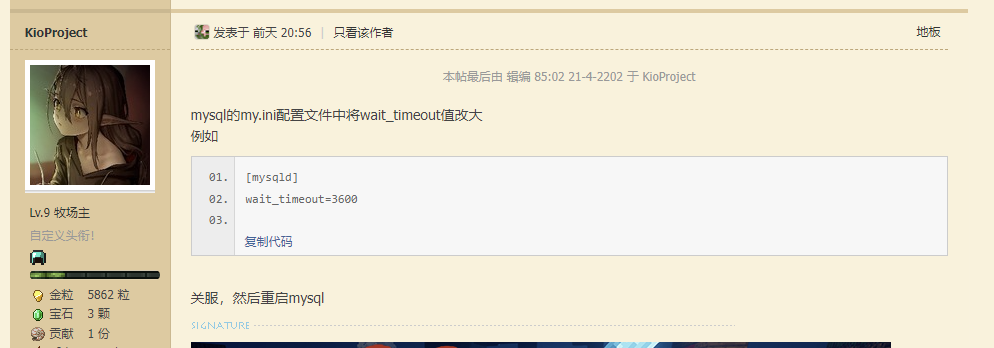 KioProject
发表于 前天 20:56 | 只看该作者
地板
本帖最后由 辑编 85:02 21-4-2202 于 KioProject
mysql的my.ini配置文件中将wait_timeout值改大
例如
01. [mysqld]
02. wait_timeout=3600
03.
复制代码
关服，然后重启mysql
SIGNATURE
Lv.9 牧场主
自定义头衔!
金粒 5862 粒
宝石 3 颗
贡献 1 份